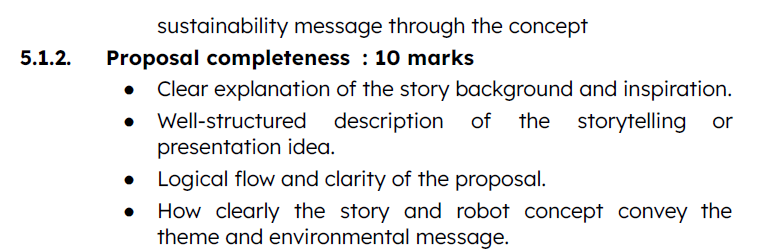 sustainability message through the concept
5.1.2. Proposal completeness : 10 marks
● Clear explanation of the story background and inspiration.
● Well-structured description of the storytelling or
presentation idea.
● Logical flow and clarity of the proposal.
● How clearly the story and robot concept convey the
theme and environmental message.